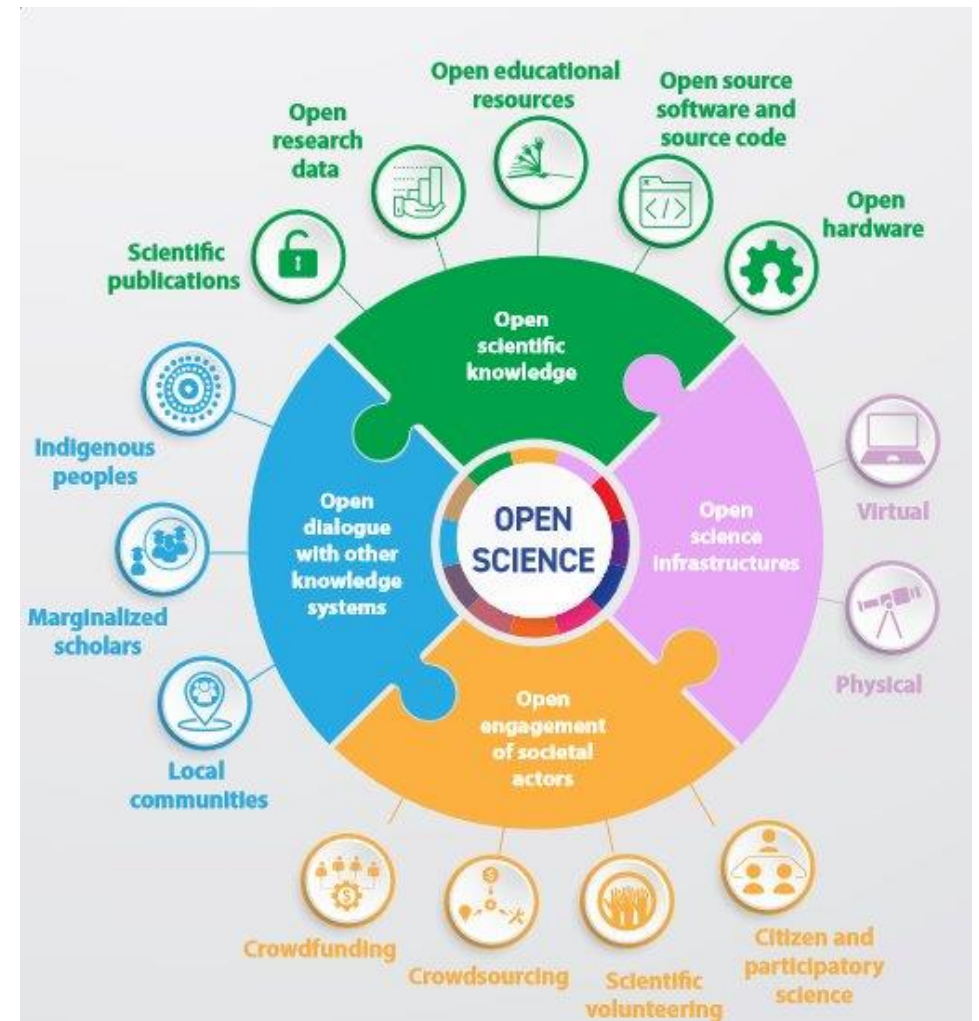 Open educational
resources
Open source
software and
source code
Open
research
data
Open
hardware
Scientific
publications
Open
scientific
knowledge
Indigenous
peoples
Marginalized
scholars
Local
communities
Open
dialogue
with other
knowledge
systems
OPEN
SCIENCE
Open
science
infrastructures
Virtual
Physical
Open
engagement
of societal
actors
Crowdfunding
Crowdsourcing
Scientific
volunteering
Citizen and
participatory
science